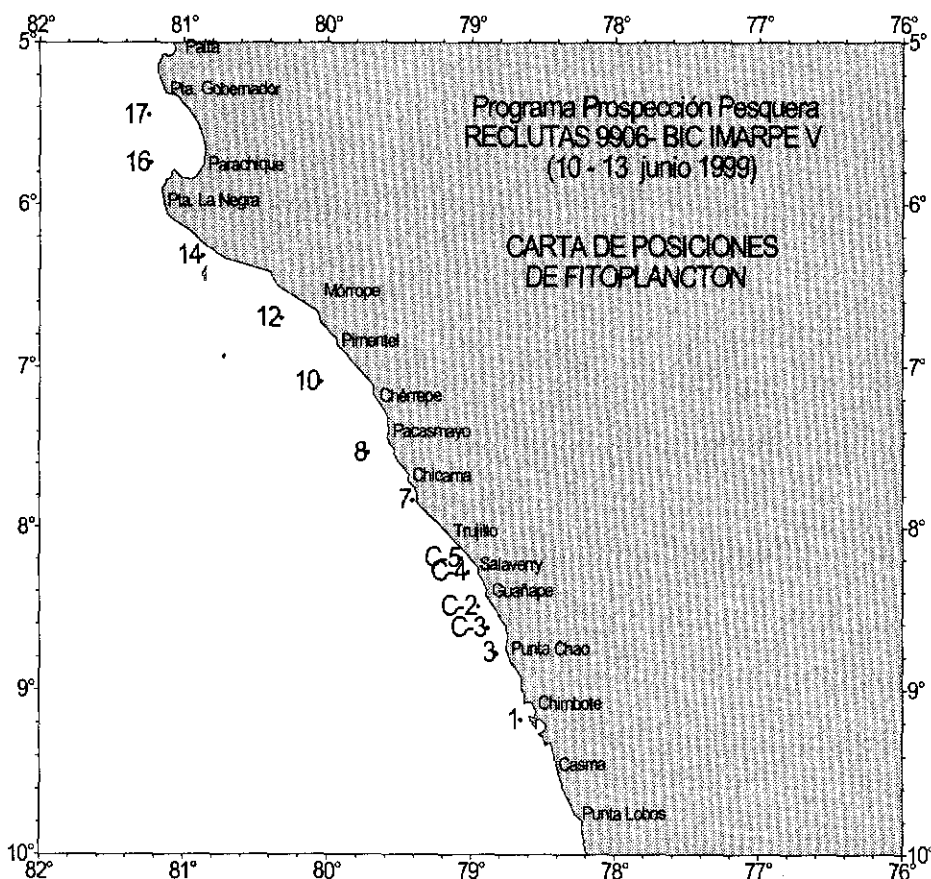 82° 81° 80° 79° 78° 77° 76°
5° 5°
Paita
Pta. Gobernador
17
Programa Prospección Pesquera
RECLUTAS 9906- BIC IMARPE V
(10 - 13 junio 1999)
16
Parachique
6° 6°
Pta. La Negra
14
CARTA DE POSICIONES
DE FITOPLANCTON
Mórrope
12
Pimentel
7° 7°
10
Chérrepe
Pacasmayo
8
Chicama
7
8° 8°
Trujillo
C-5
Salaverry
C-4
Guañape
C-2
C-3
3
Punta Chao
9° 9°
Chimbote
1
Casma
Punta Lobos
10° 10°
82° 81° 80° 79° 78° 77° 76°